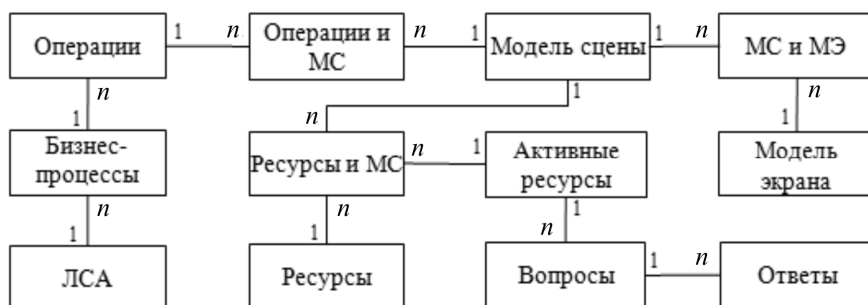 Операции
1
n
Операции и
МС
n
1
Модель сцены
1
n
МС и МЭ
n
1
Бизнес-
процессы
n
1
n
Ресурсы и МС
n
1
Активные
ресурсы
n
1
Модель
экрана
n
1
ЛСА
n
1
Ресурсы
1
n
Вопросы
1
n
Ответы